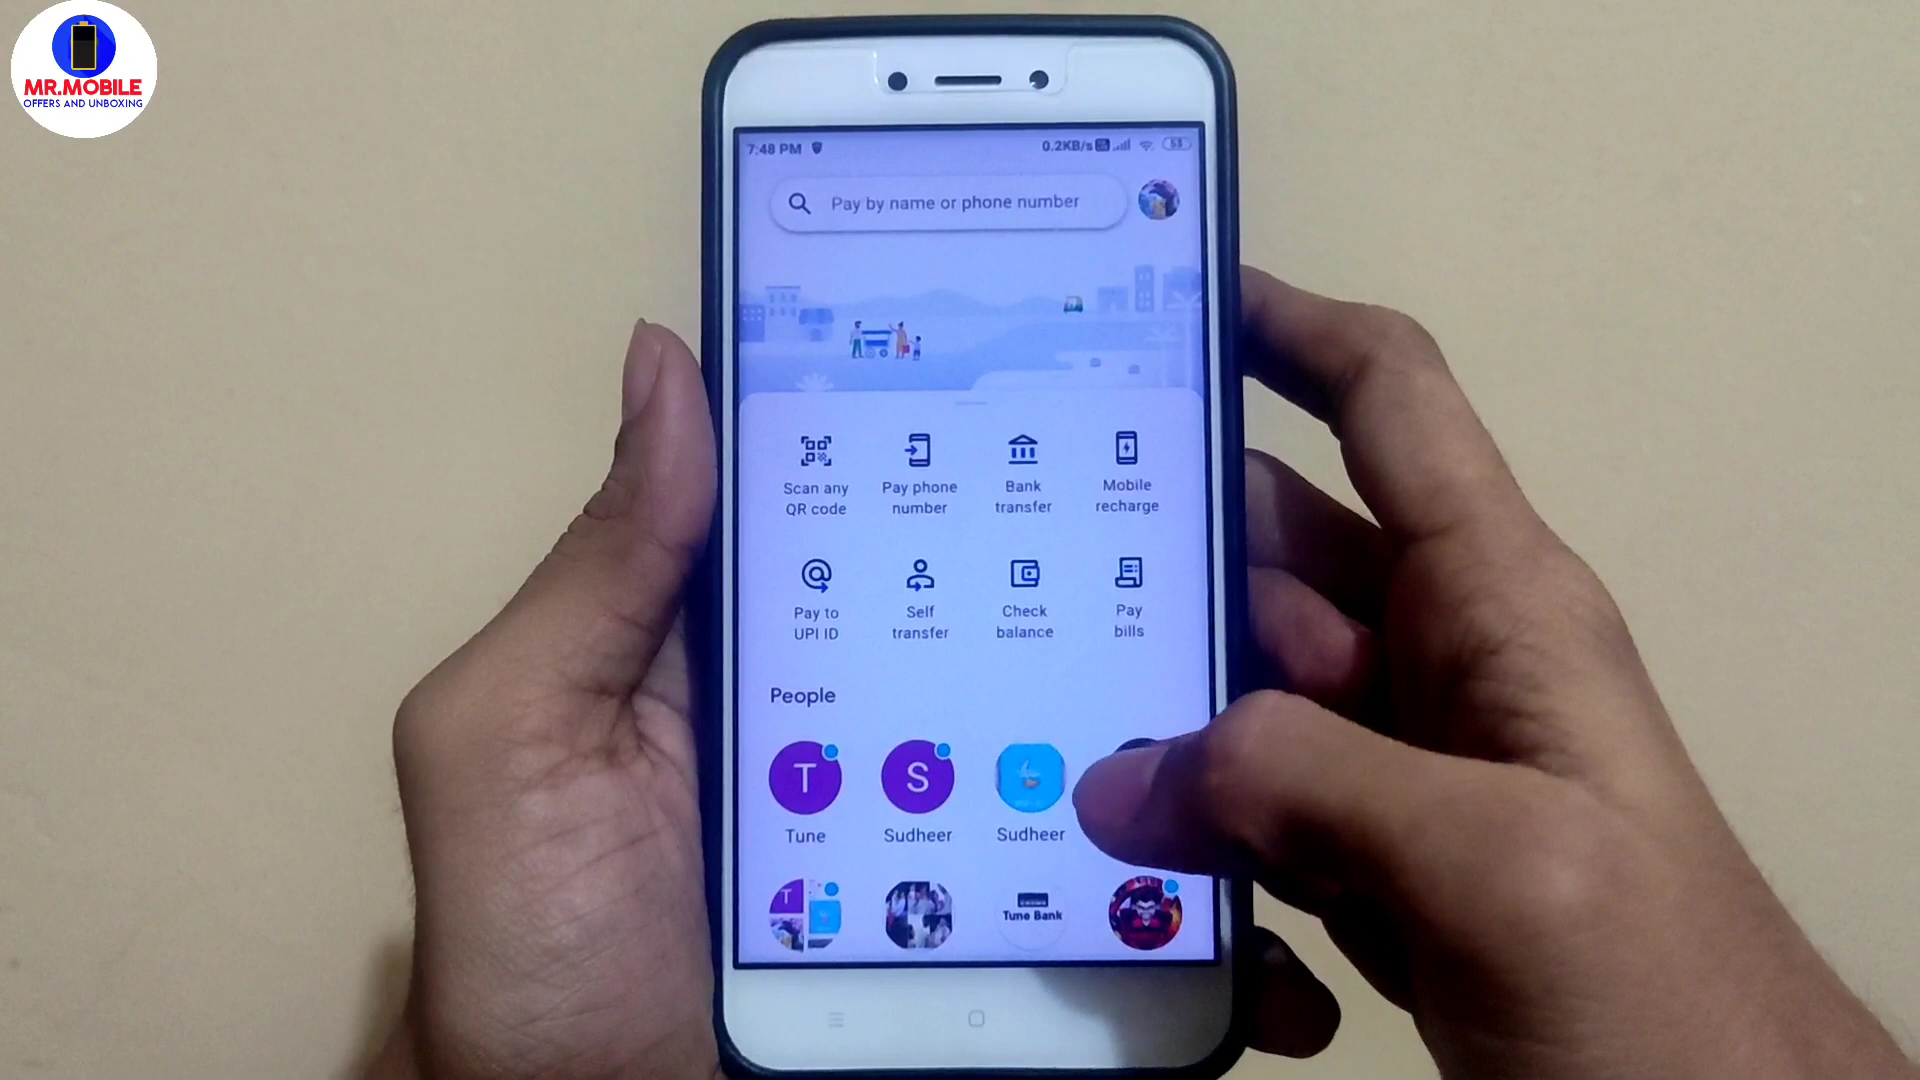 MR.MOBILE
OFFERS AND UNBOXING
7:48 PM
0.2KB/s
53
Pay by name or phone number
Scan any
QR code
Pay phone
number
Bank
transfer
Mobile
recharge
Pay to
UPI ID
Self
transfer
Check
balance
Pay
bills
People
T
S
Tune
Sudheer
Sudheer
T
Tune Bank